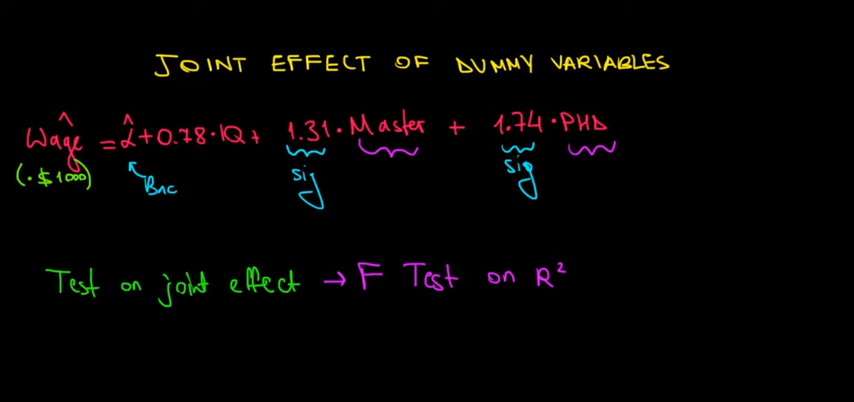 JOINT EFFECT OF DUMMY VARIABLES
Wagê = α̂ + 0.78 · IQ + 1.31 · Master + 1.74 · PHD
(· $1000)
Bac
sig
sig
Test on joint effect → F Test on R²